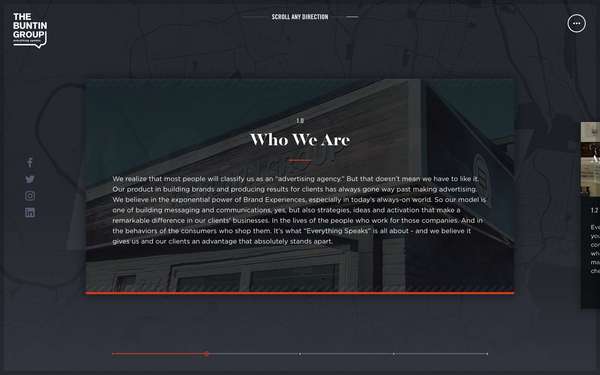 THE
BUNTIN
GROUP
everything speaks
SCROLL ANY DIRECTION
1.0
Who We Are
We realize that most people will classify us as an “advertising agency.” But that doesn’t mean we have to like it.
Our product in building brands and producing results for clients has always gone way past making advertising.
We believe in the exponential power of Brand Experiences, especially in today’s always-on world. So our model is
one of building messaging and communications, yes, but also strategies, ideas and activation that make a
remarkable difference in our clients’ businesses. In the lives of the people who work for those companies. And in
the behaviors of the consumers who shop them. It’s what “Everything Speaks” is all about - and we believe it
gives us and our clients an advantage that absolutely stands apart.
1.2